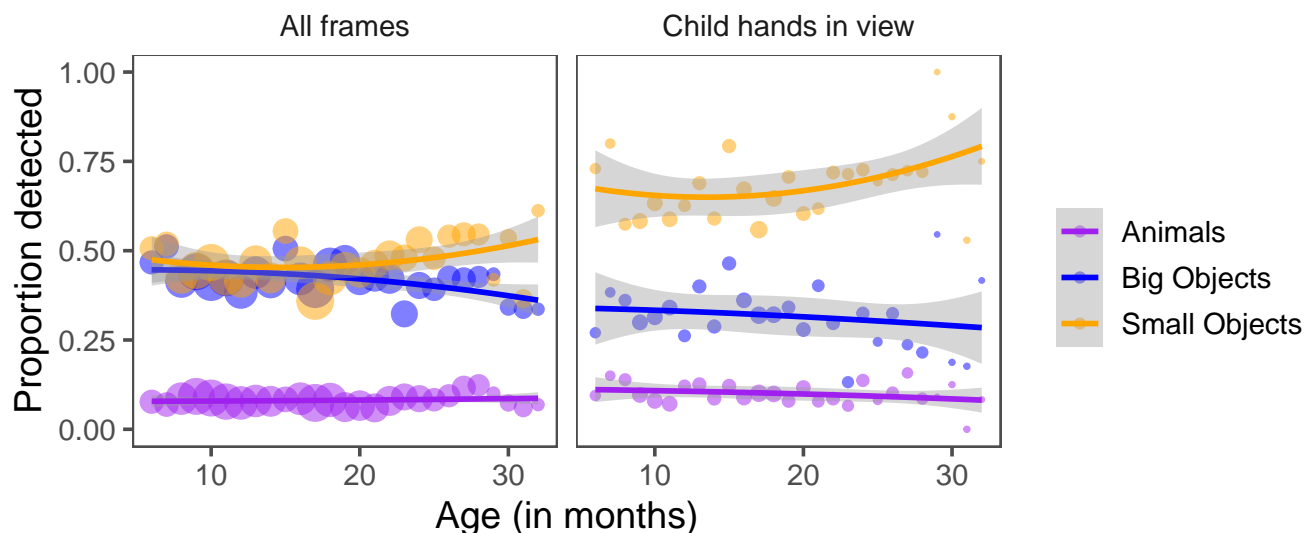 All frames
Child hands in view
Proportion detected
1.00
0.75
0.50
0.25
0.00
10
20
30
10
20
30
Age (in months)
Animals
Big Objects
Small Objects